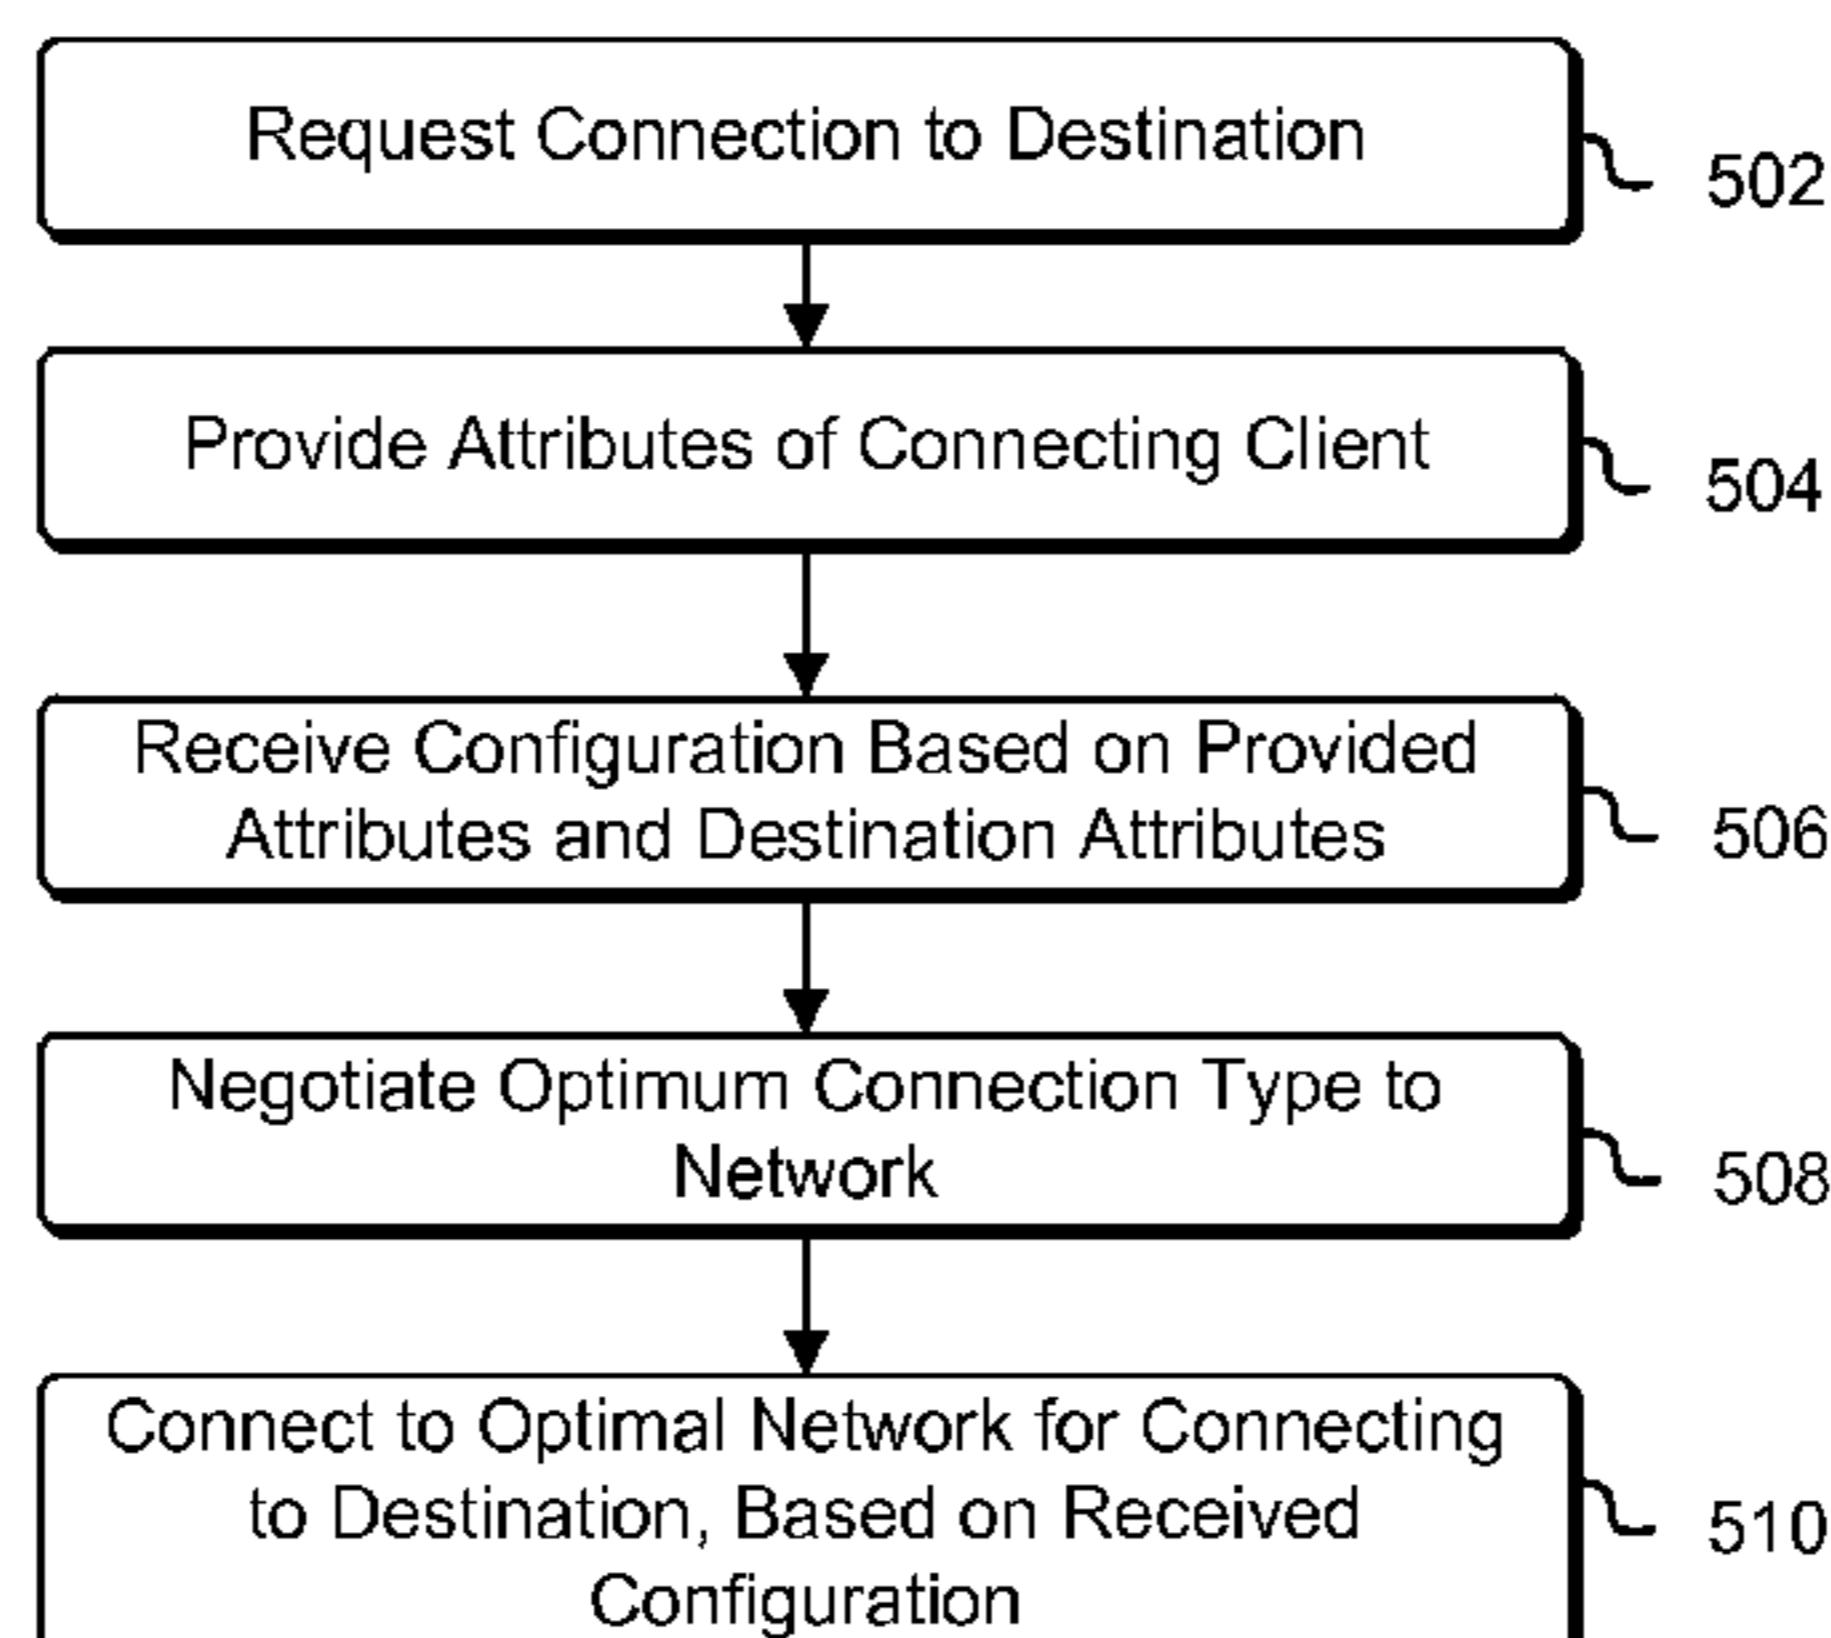 Request Connection to Destination
502
Provide Attributes of Connecting Client
504
Receive Configuration Based on Provided
Attributes and Destination Attributes
506
Negotiate Optimum Connection Type to
Network
508
Connect to Optimal Network for Connecting
to Destination, Based on Received
Configuration
510